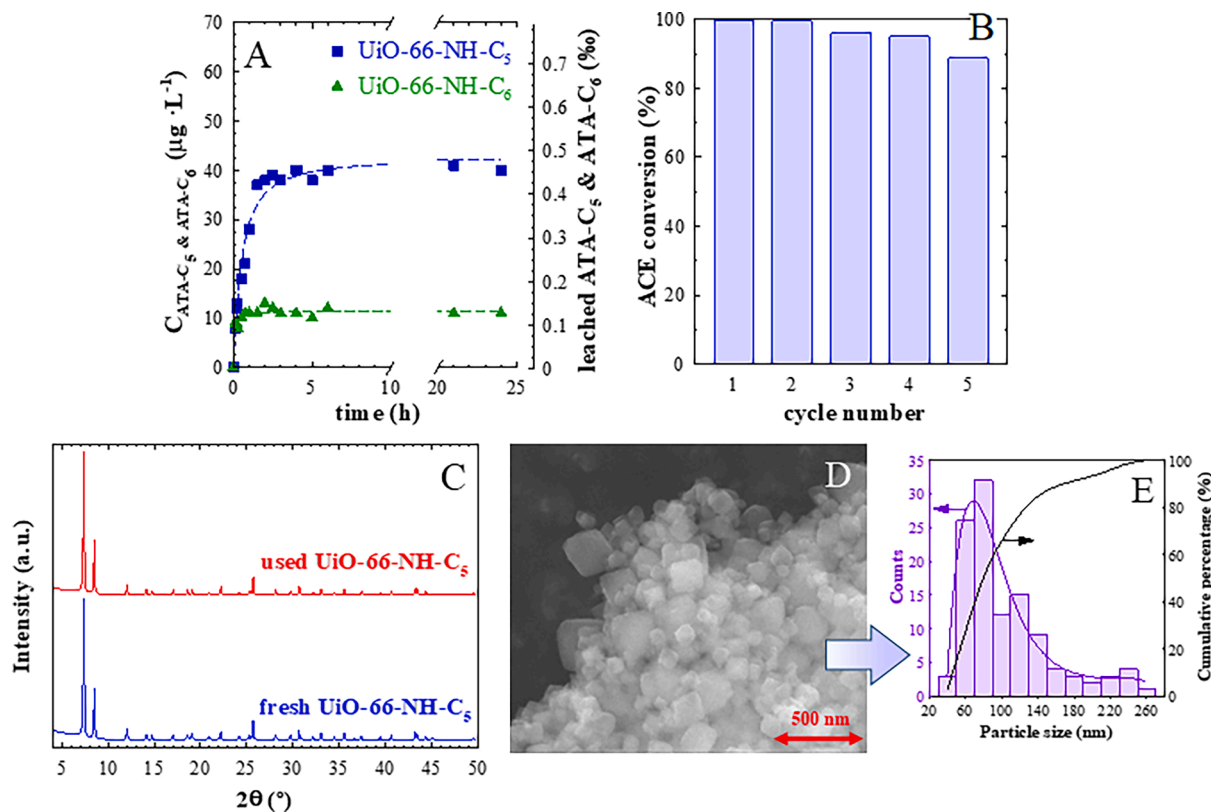 A
UiO-66-NH-C5
UiO-66-NH-C6
C ATA-C5 & ATA-C6 (μg ·L-1)
70
60
50
40
30
20
10
0
0 5 10 20 25
time (h)
0.7
0.6
0.5
0.4
0.3
0.2
0.1
0
leached ATA-C5 & ATA-C6 (‰)
B
ACE conversion (%)
100
80
60
40
20
0
1 2 3 4 5
cycle number
C
Intensity (a.u.)
used UiO-66-NH-C5
fresh UiO-66-NH-C5
5 10 15 20 25 30 35 40 45 50
2θ (°)
D
500 nm
E
Counts
35
30
25
20
15
10
5
0
20 60 100 140 180 220 260
Particle size (nm)
100
80
60
40
20
0
Cumulative percentage (%)